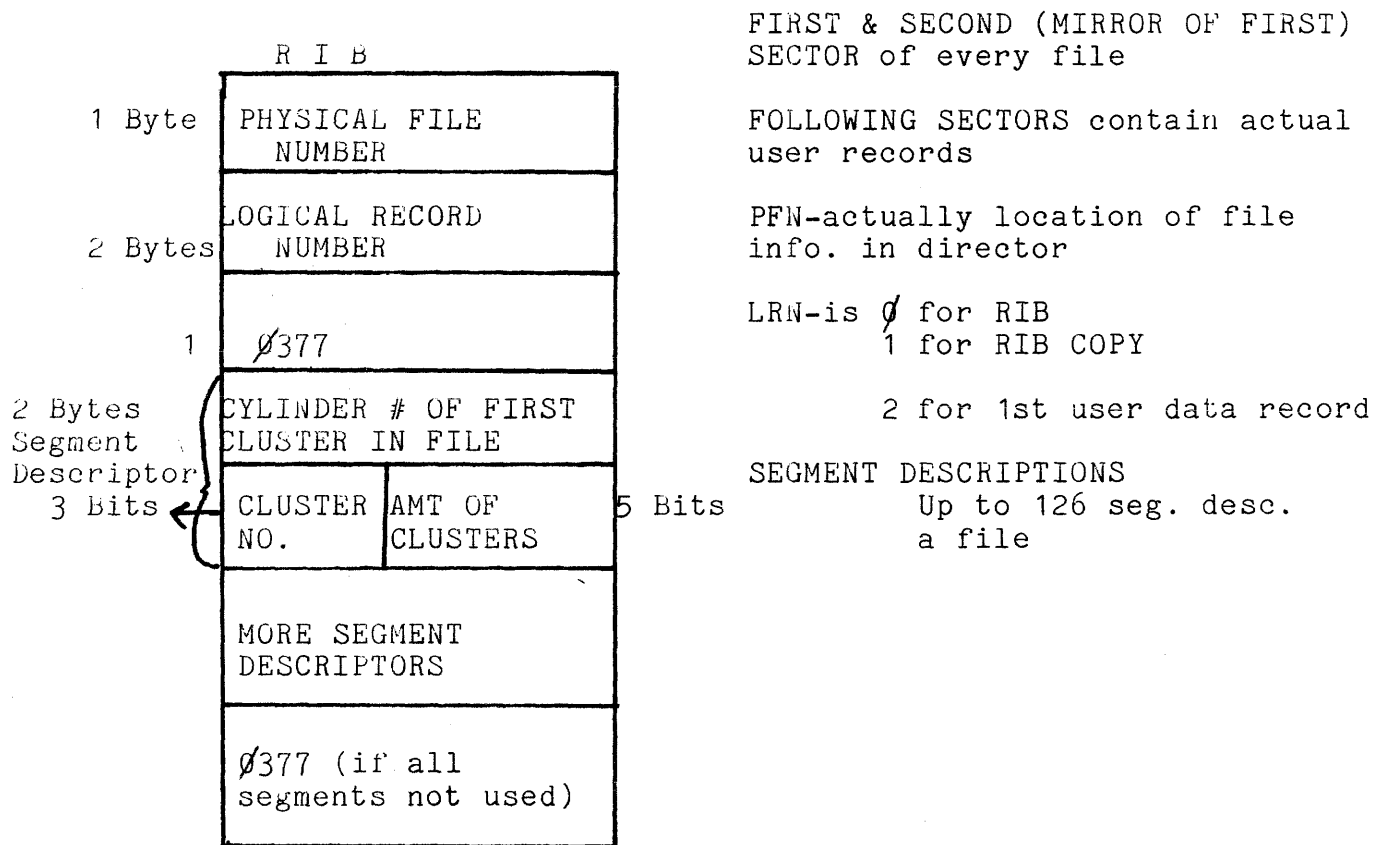 R I B
1 Byte
PHYSICAL FILE
NUMBER
LOGICAL RECORD
2 Bytes
NUMBER
1
Ø377
2 Bytes
Segment
Descriptor
3 Bits
CYLINDER # OF FIRST
CLUSTER IN FILE
CLUSTER
NO.
AMT OF
CLUSTERS
5 Bits
MORE SEGMENT
DESCRIPTORS
Ø377 (if all
segments not used)
FIRST & SECOND (MIRROR OF FIRST)
SECTOR of every file
FOLLOWING SECTORS contain actual
user records
PFN-actually location of file
info. in director
LRN-is Ø for RIB
1 for RIB COPY
2 for 1st user data record
SEGMENT DESCRIPTIONS
Up to 126 seg. desc.
a file